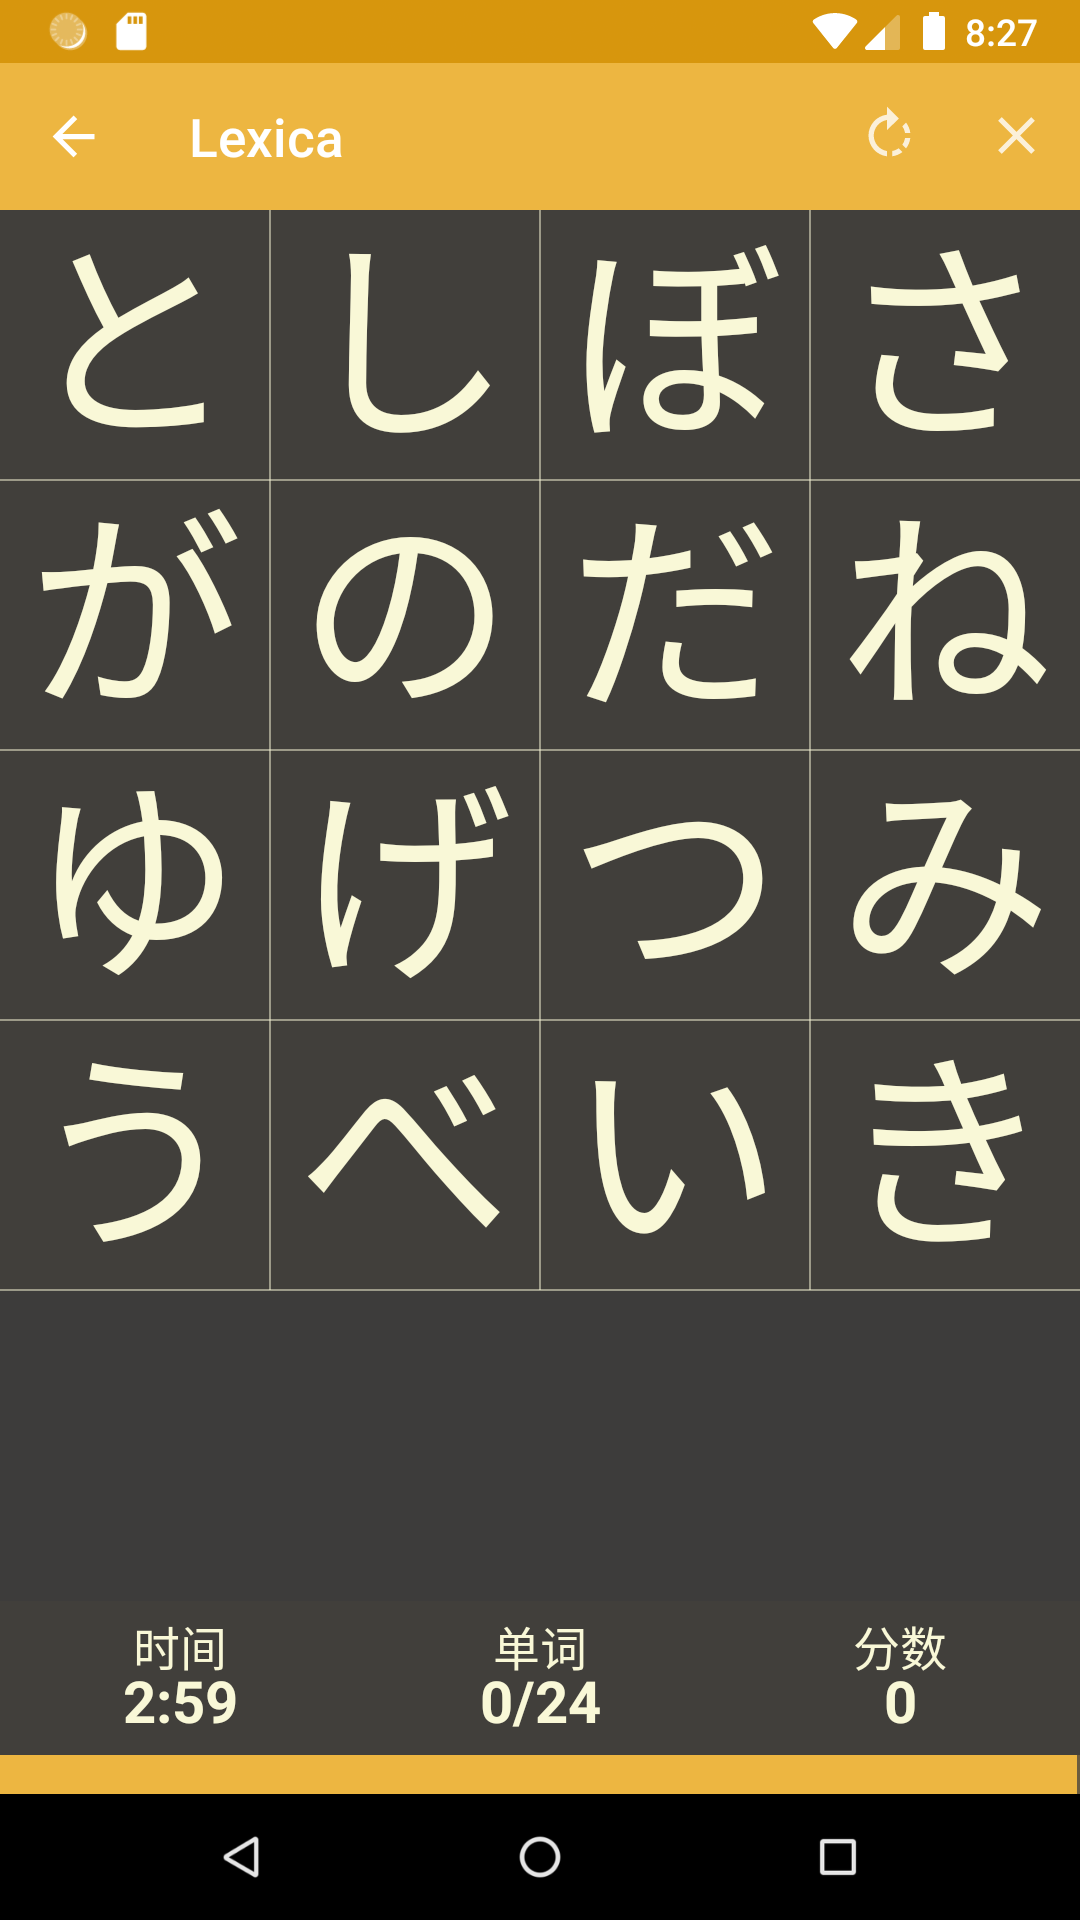 8:27
Lexica
と し ぼ さ
が の だ ね
ゆ げ つ み
う べ い き
时间 单词 分数
2:59 0/24 0